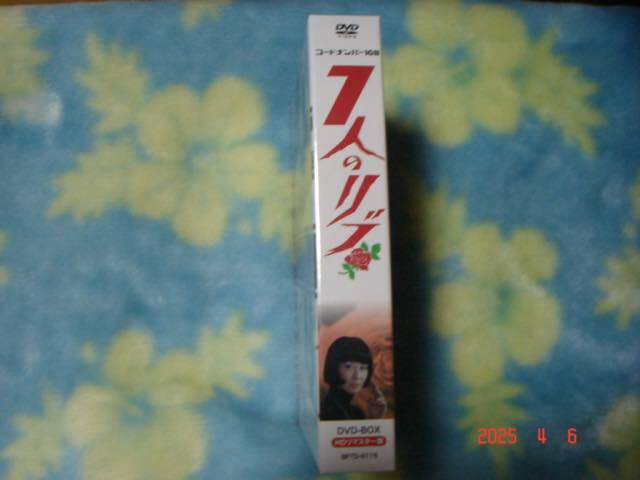 DVD
VIDEO
コードナンバー108
7人のリブ
DVD-BOX
HDリマスター版
2025 4 6